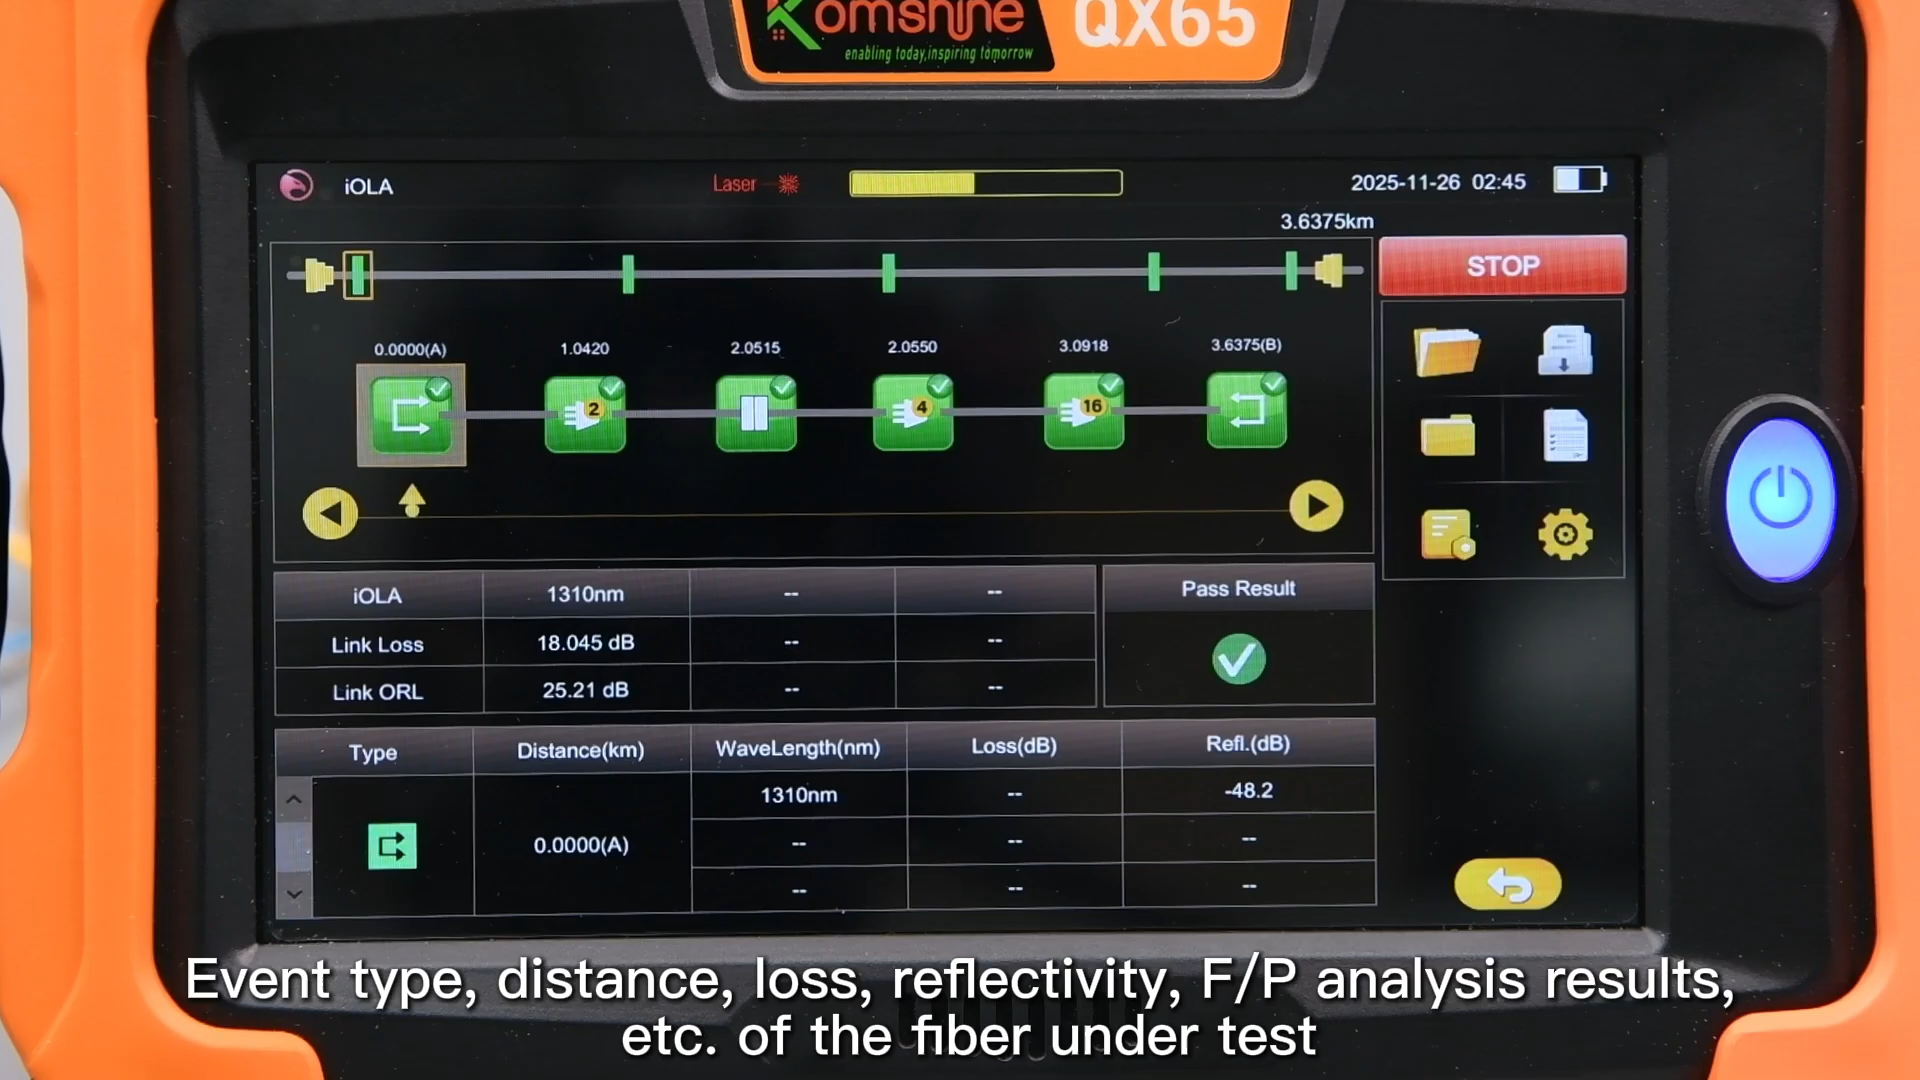 Komshine QX65
enabling today,inspiring tomorrow
iOLA Laser 2025-11-26 02:45
3.6375km
STOP
0.0000(A) 1.0420 2.0515 2.0550 3.0918 3.6375(B)
2 4 16
iOLA 1310nm -- -- Pass Result
Link Loss 18.045 dB -- --
Link ORL 25.21 dB -- --
Type Distance(km) WaveLength(nm) Loss(dB) Refl.(dB)
1310nm -- -48.2
0.0000(A) -- -- --
-- -- --
Event type, distance, loss, reflectivity, F/P analysis results,
etc. of the fiber under test